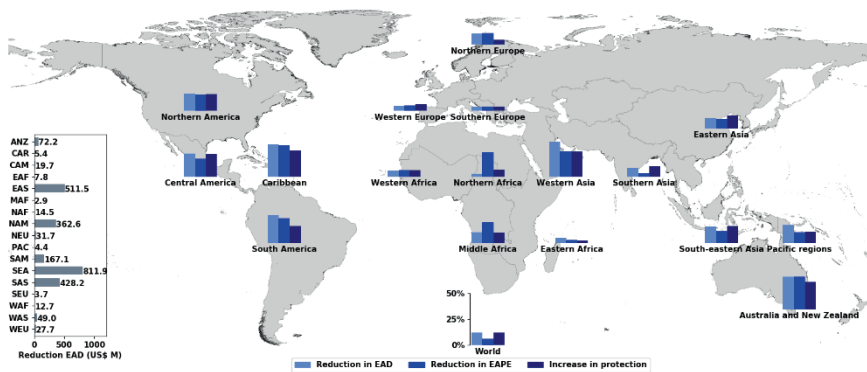 Northern Europe
Northern America
Western Europe
Southern Europe
Eastern Asia
Central America
Caribbean
Western Africa
Northern Africa
Western Asia
Southern Asia
South America
Middle Africa
Eastern Africa
South-eastern Asia
Pacific regions
Australia and New Zealand
ANZ 72.2
CAR 5.4
CAM 19.7
EAF 7.8
EAS 511.5
MAF 2.9
NAF 14.5
NAM 362.6
NEU 31.7
PAC 4.4
SAM 167.1
SEA 811.9
SAS 428.2
SEU 3.7
WAF 12.7
WAS 49.0
WEU 27.7
0 500 1000
Reduction EAD (US$ M)
50%
25%
0%
World
Reduction in EAD Reduction in EAPE Increase in protection